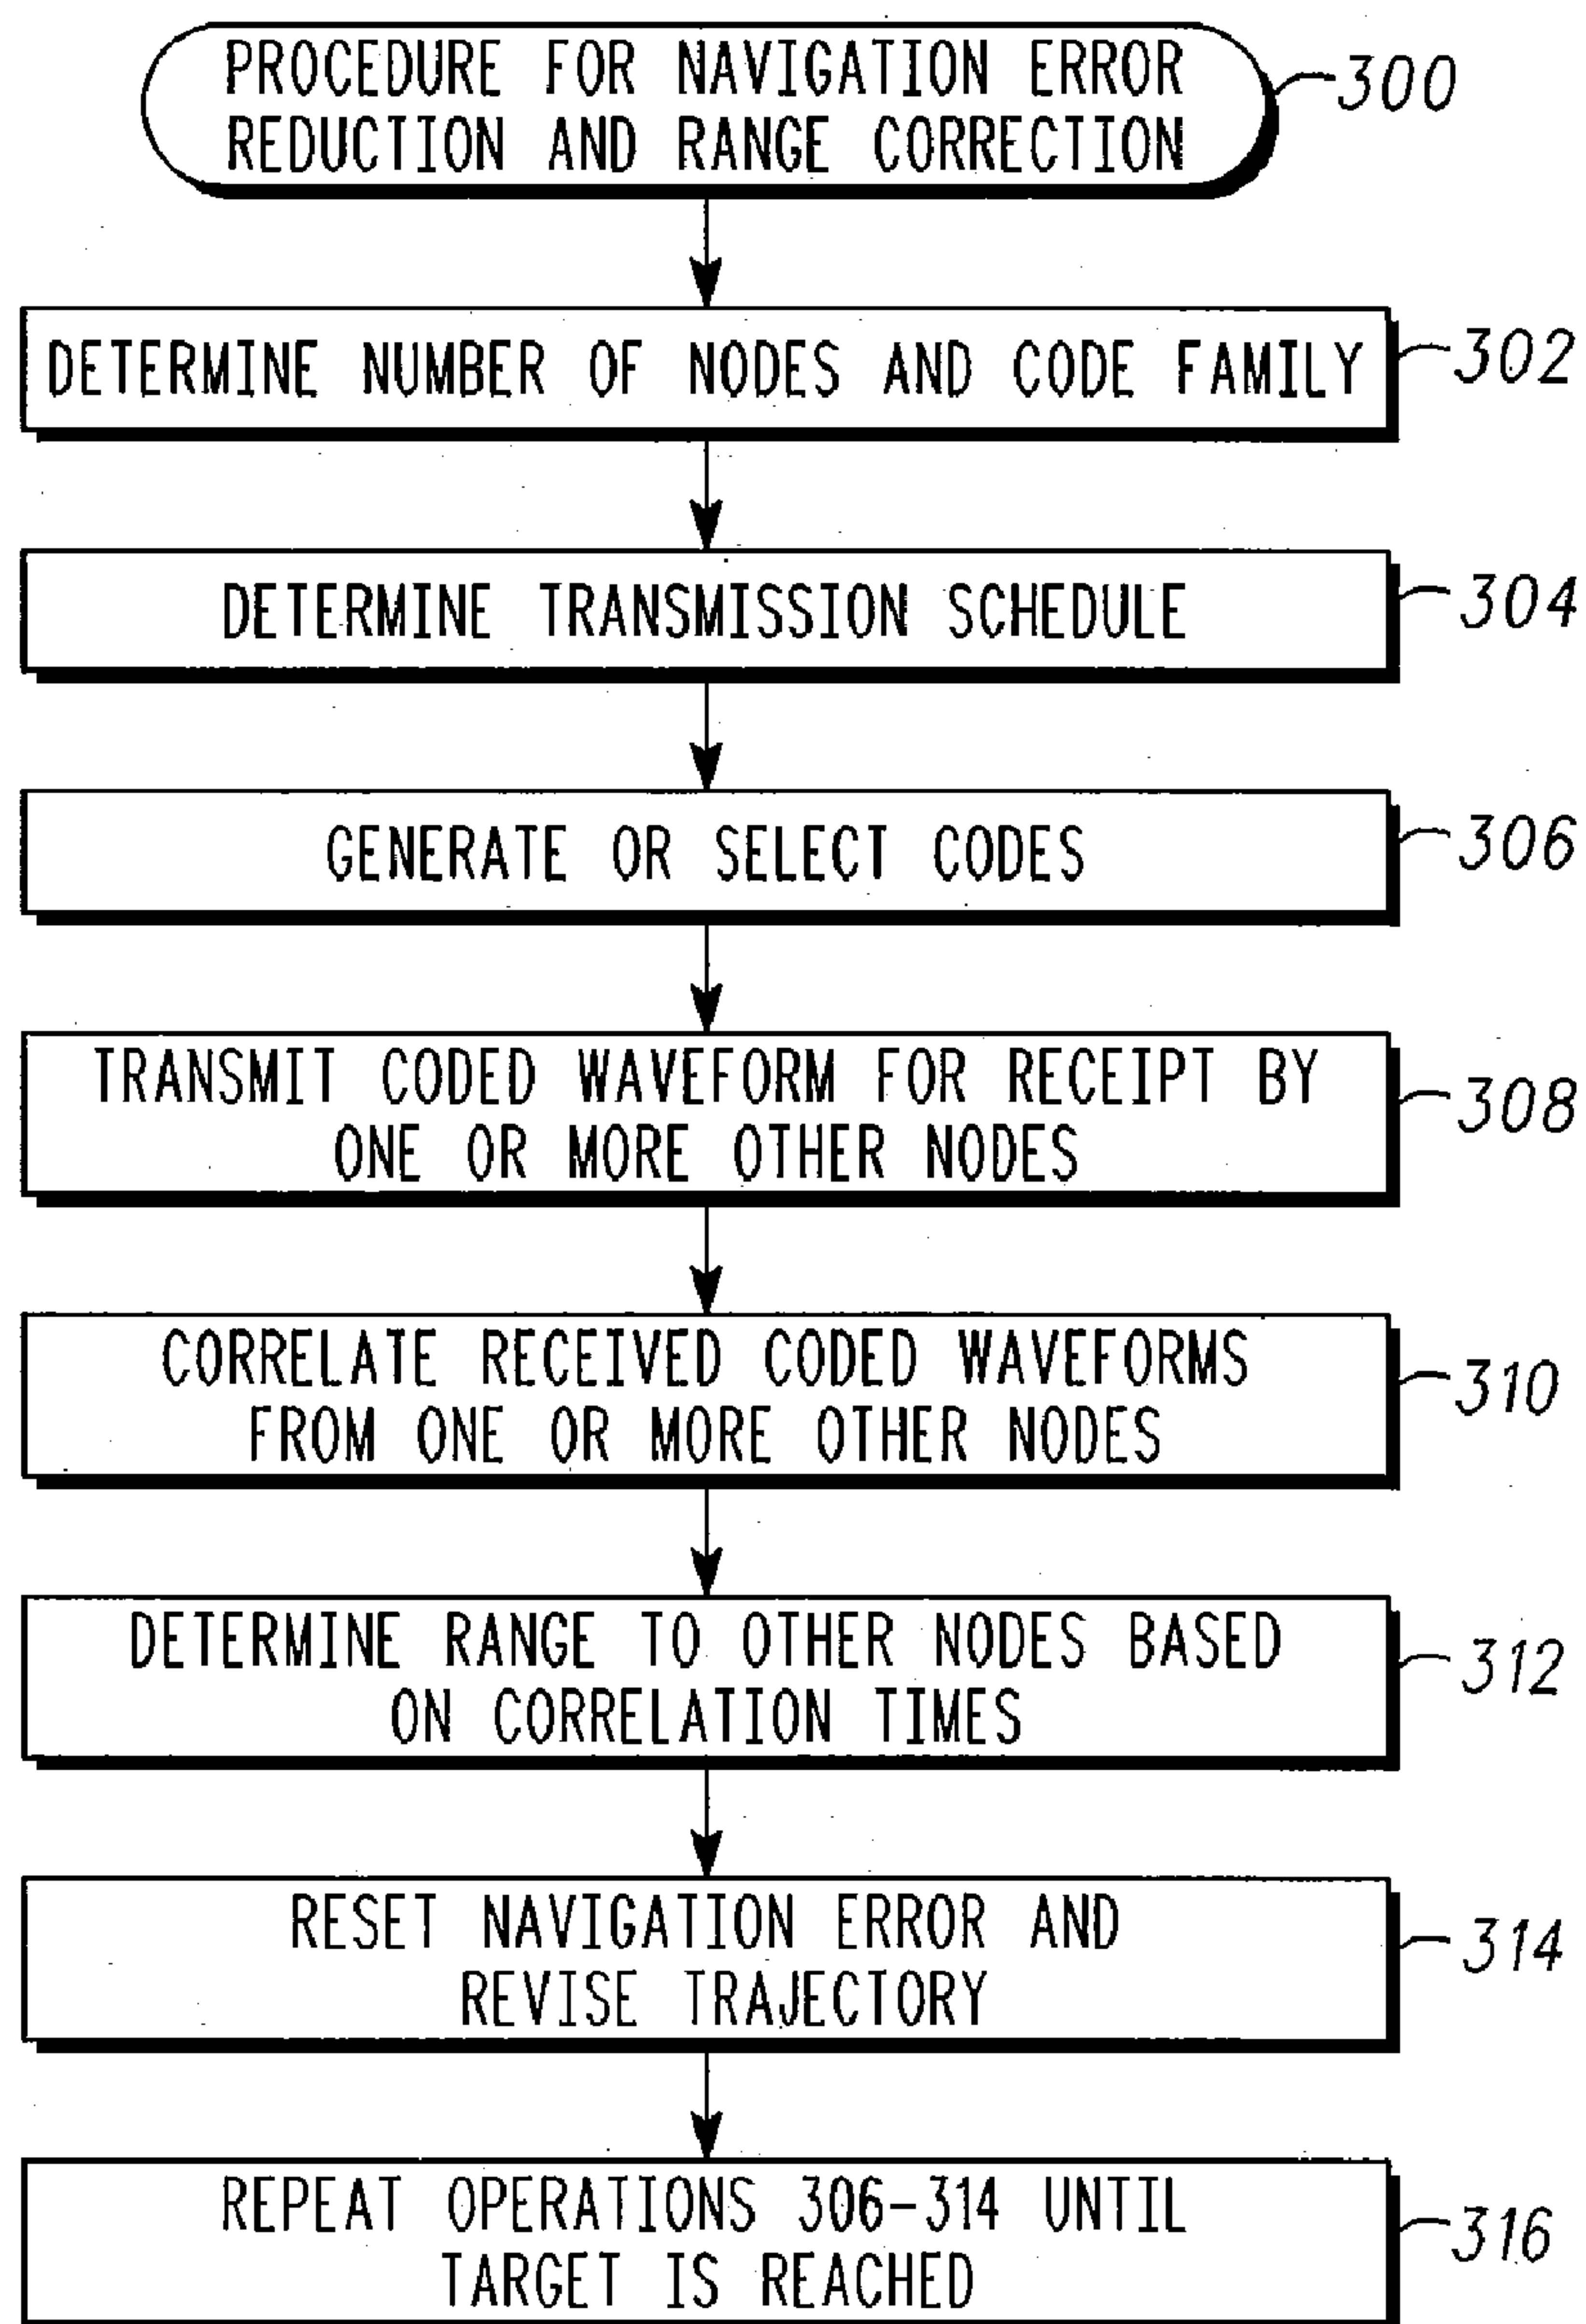 PROCEDURE FOR NAVIGATION ERROR
REDUCTION AND RANGE CORRECTION
300
DETERMINE NUMBER OF NODES AND CODE FAMILY
302
DETERMINE TRANSMISSION SCHEDULE
304
GENERATE OR SELECT CODES
306
TRANSMIT CODED WAVEFORM FOR RECEIPT BY
ONE OR MORE OTHER NODES
308
CORRELATE RECEIVED CODED WAVEFORMS
FROM ONE OR MORE OTHER NODES
310
DETERMINE RANGE TO OTHER NODES BASED
ON CORRELATION TIMES
312
RESET NAVIGATION ERROR AND
REVISE TRAJECTORY
314
REPEAT OPERATIONS 306-314 UNTIL
TARGET IS REACHED
316